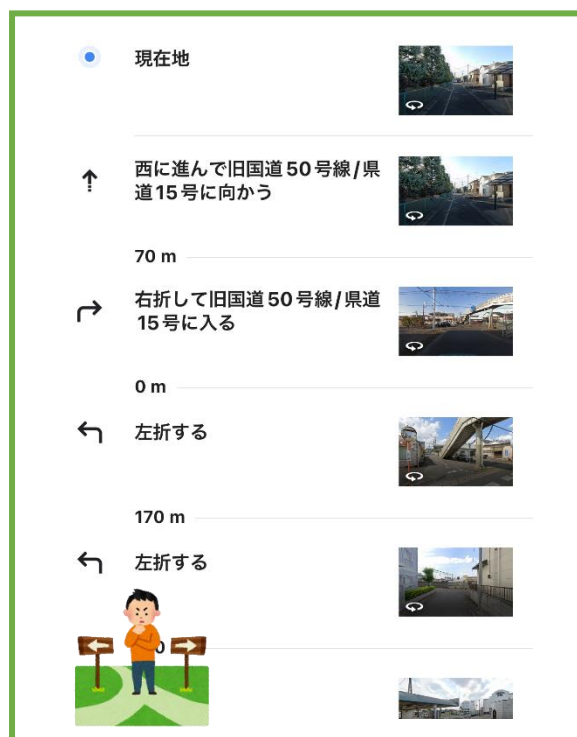 現在地
西に進んで旧国道50号線/県
道15号に向かう
70 m
右折して旧国道50号線/県道
15号に入る
0 m
左折する
170 m
左折する